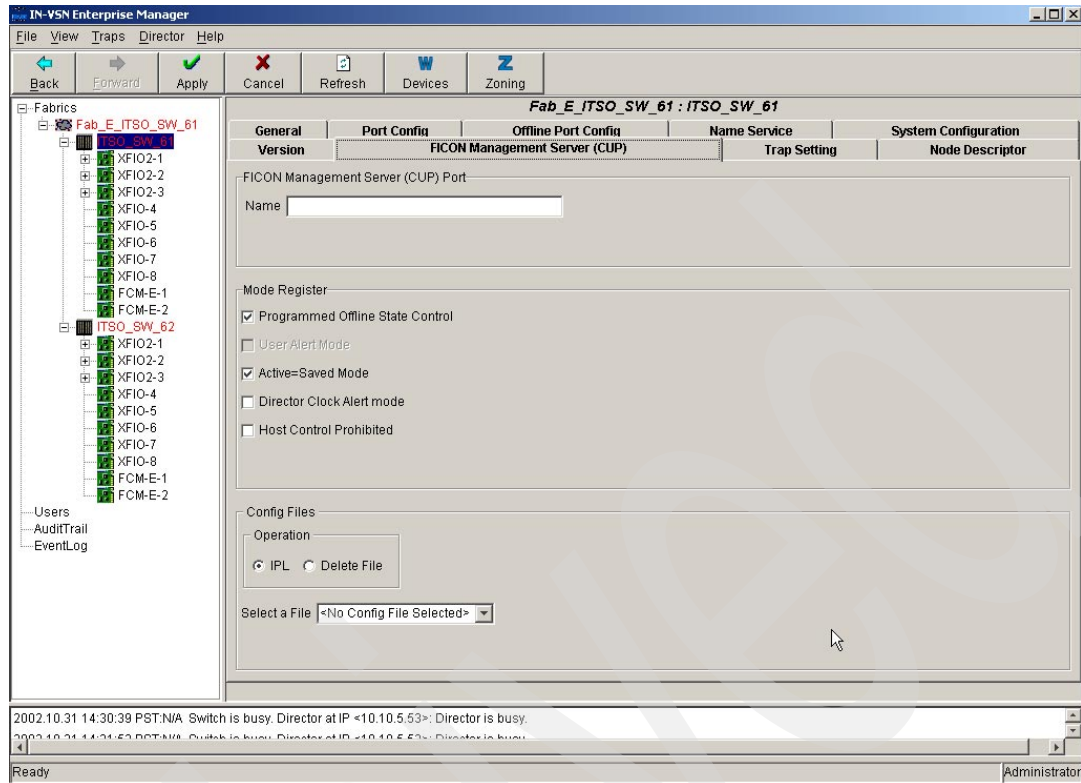 IN-VSN Enterprise Manager
File View Traps Director Help
Back Forward Apply Cancel Refresh Devices Zoning
Fabrics
Fab_E_ITSO_SW_61
ITSO_SW_61
XFIO2-1
XFIO2-2
XFIO2-3
XFIO-4
XFIO-5
XFIO-6
XFIO-7
XFIO-8
FCM-E-1
FCM-E-2
ITSO_SW_62
XFIO2-1
XFIO2-2
XFIO2-3
XFIO-4
XFIO-5
XFIO-6
XFIO-7
XFIO-8
FCM-E-1
FCM-E-2
Users
AuditTrail
EventLog
Fab_E_ITSO_SW_61 : ITSO_SW_61
General Port Config Offline Port Config Name Service System Configuration
Version FICON Management Server (CUP) Trap Setting Node Descriptor
FICON Management Server (CUP) Port
Name
Mode Register
Programmed Offline State Control
User Alert Mode
Active=Saved Mode
Director Clock Alert mode
Host Control Prohibited
Config Files
Operation
IPL Delete File
Select a File <No Config File Selected>
2002.10.31 14:30:39 PST:N/A Switch is busy. Director at IP <10.10.5.53>: Director is busy.
Ready Administrator